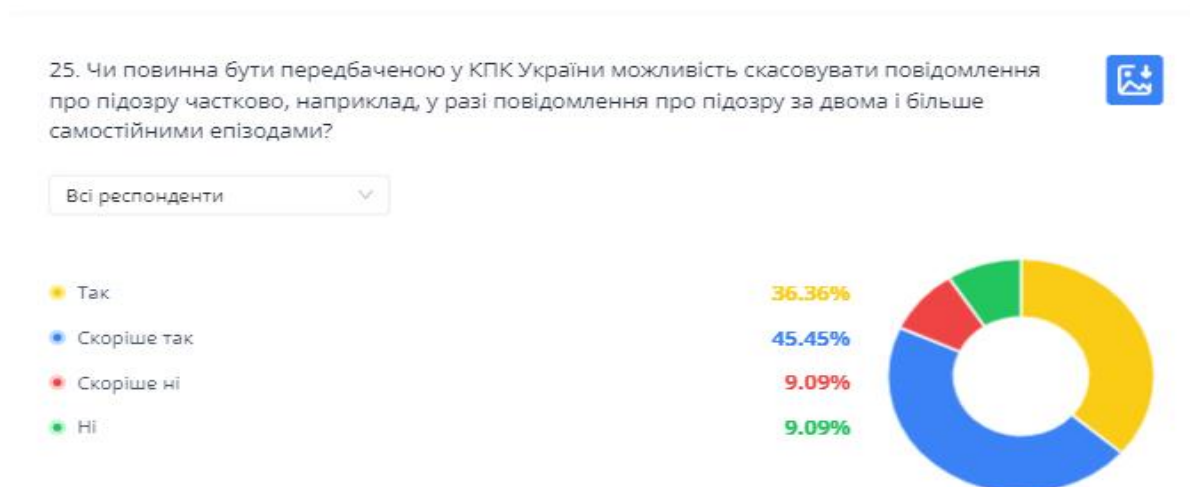 25. Чи повинна бути передбаченою у КПК України можливість скасовувати повідомлення
про підозру частково, наприклад, у разі повідомлення про підозру за двома і більше
самостійними епізодами?
Всі респонденти
Так 36.36%
Скоріше так 45.45%
Скоріше ні 9.09%
Ні 9.09%